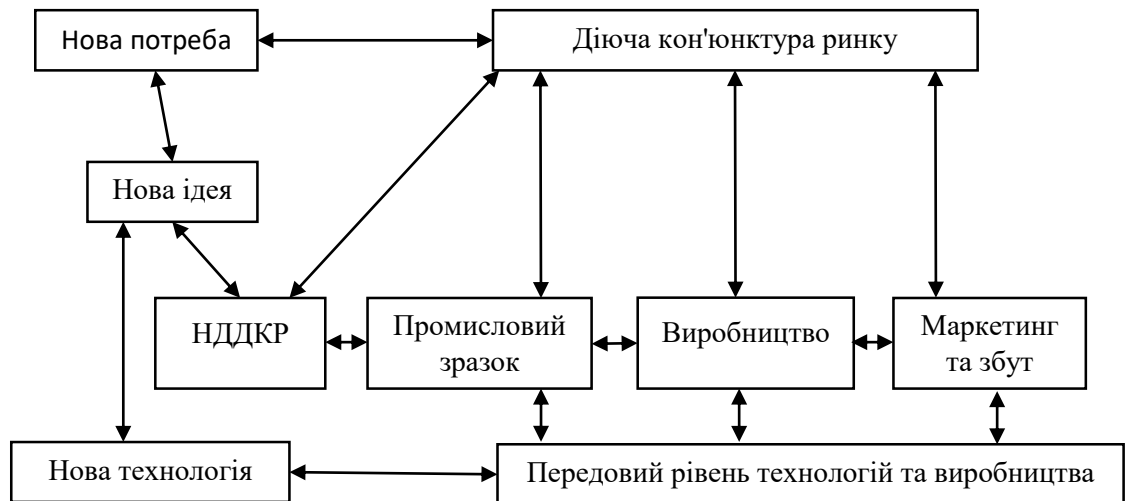 Нова потреба
Діюча кон'юнктура ринку
Нова ідея
НДДКР
Промисловий
зразок
Виробництво
Маркетинг
та збут
Нова технологія
Передовий рівень технологій та виробництва